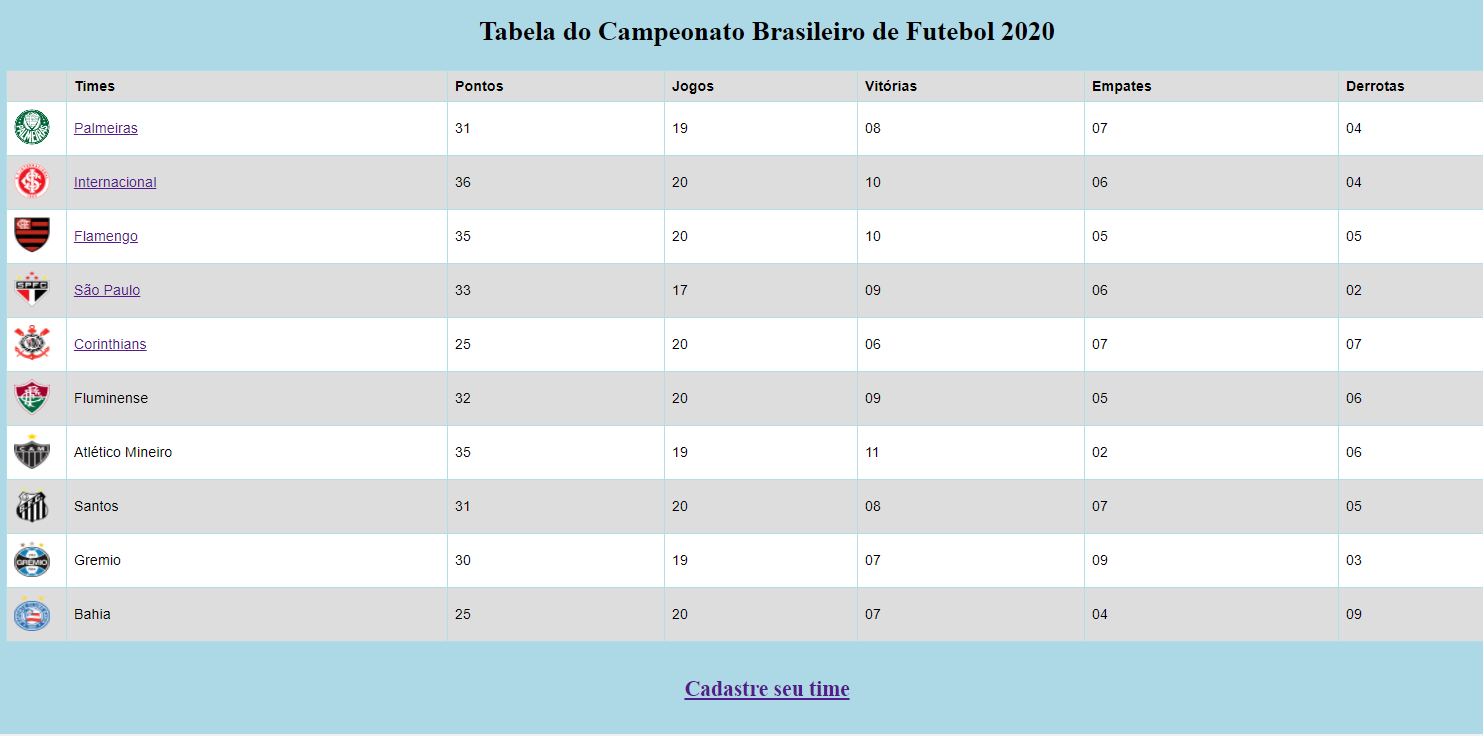 Tabela do Campeonato Brasileiro de Futebol 2020
Times Pontos Jogos Vitórias Empates Derrotas
Palmeiras 31 19 08 07 04
Internacional 36 20 10 06 04
Flamengo 35 20 10 05 05
SPFC
São Paulo 33 17 09 06 02
Corinthians 25 20 06 07 07
Fluminense 32 20 09 05 06
CAM
Atlético Mineiro 35 19 11 02 06
Santos 31 20 08 07 05
GREMIO
Gremio 30 19 07 09 03
Bahia 25 20 07 04 09
Cadastre seu time